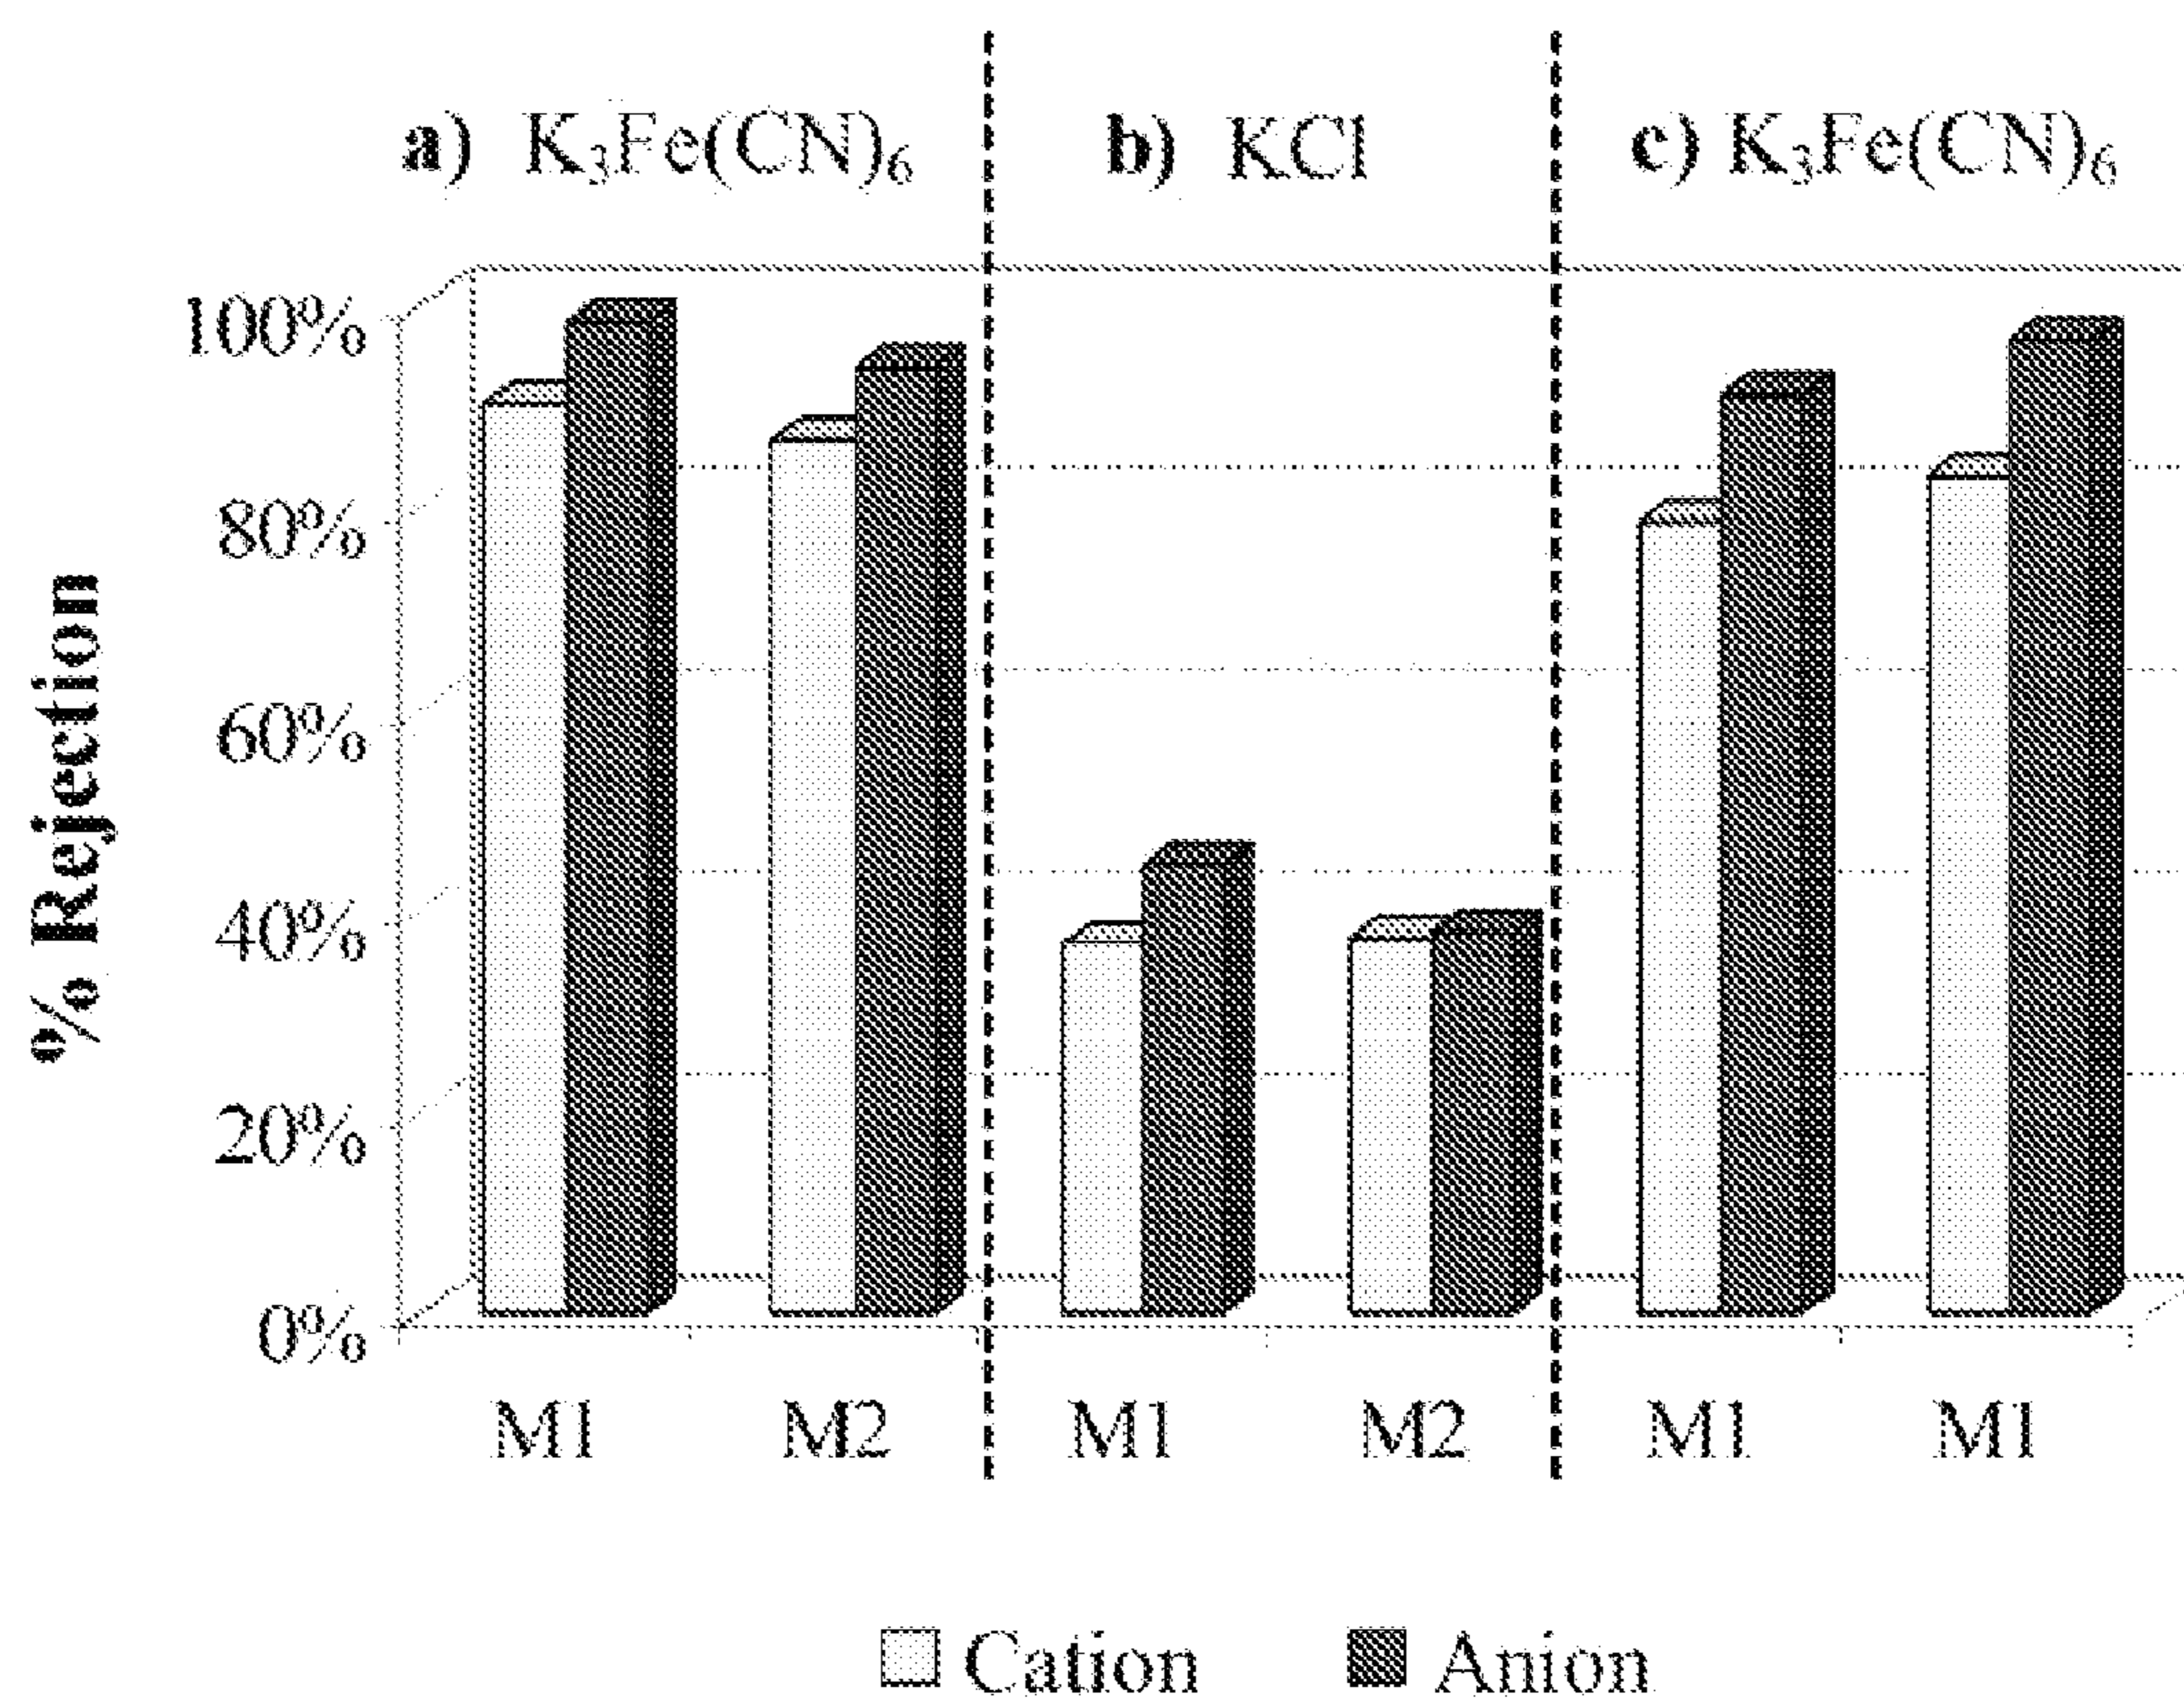 a) K₃Fe(CN)₆ b) KCl c) K₃Fe(CN)₆
100%
80%
60%
40%
20%
0%
% Rejection
M1 M2 M1 M2 M1 M1
Cation Anion